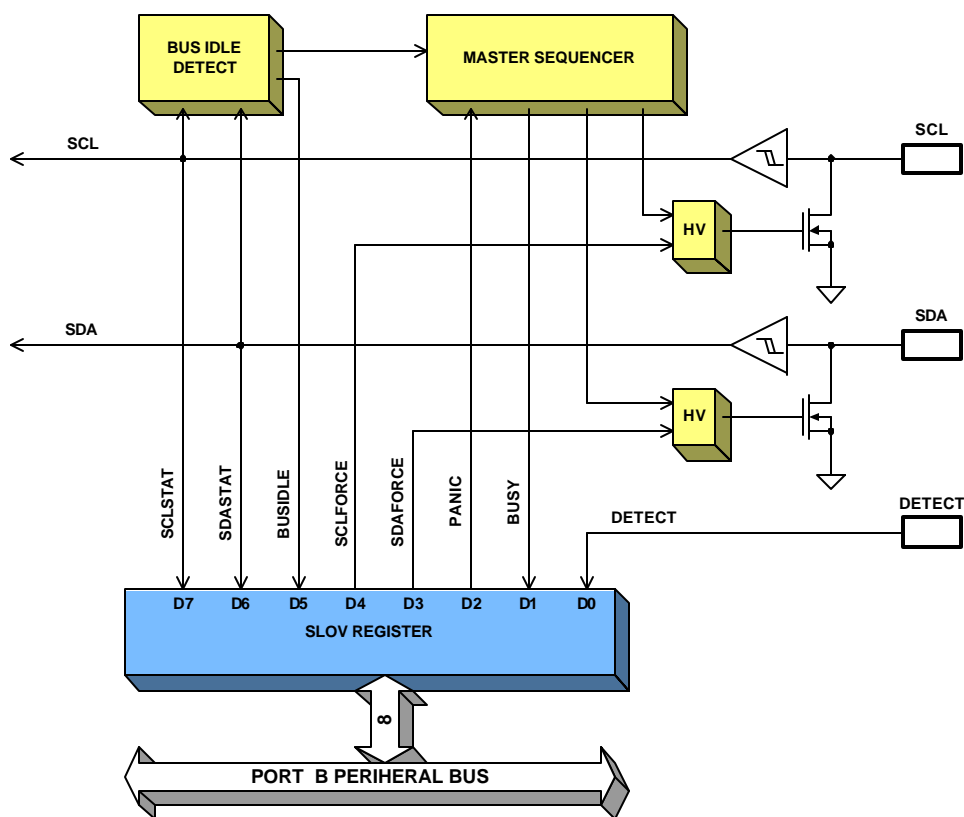 BUS IDLE
DETECT
MASTER SEQUENCER
SCL
SCL
HV
SDA
SDA
HV
SCLSTAT
SDASTAT
BUSIDLE
SCLFORCE
SDAFORCE
PANIC
BUSY
DETECT
DETECT
D7 D6 D5 D4 D3 D2 D1 D0
SLOV REGISTER
8
PORT B PERIHERAL BUS